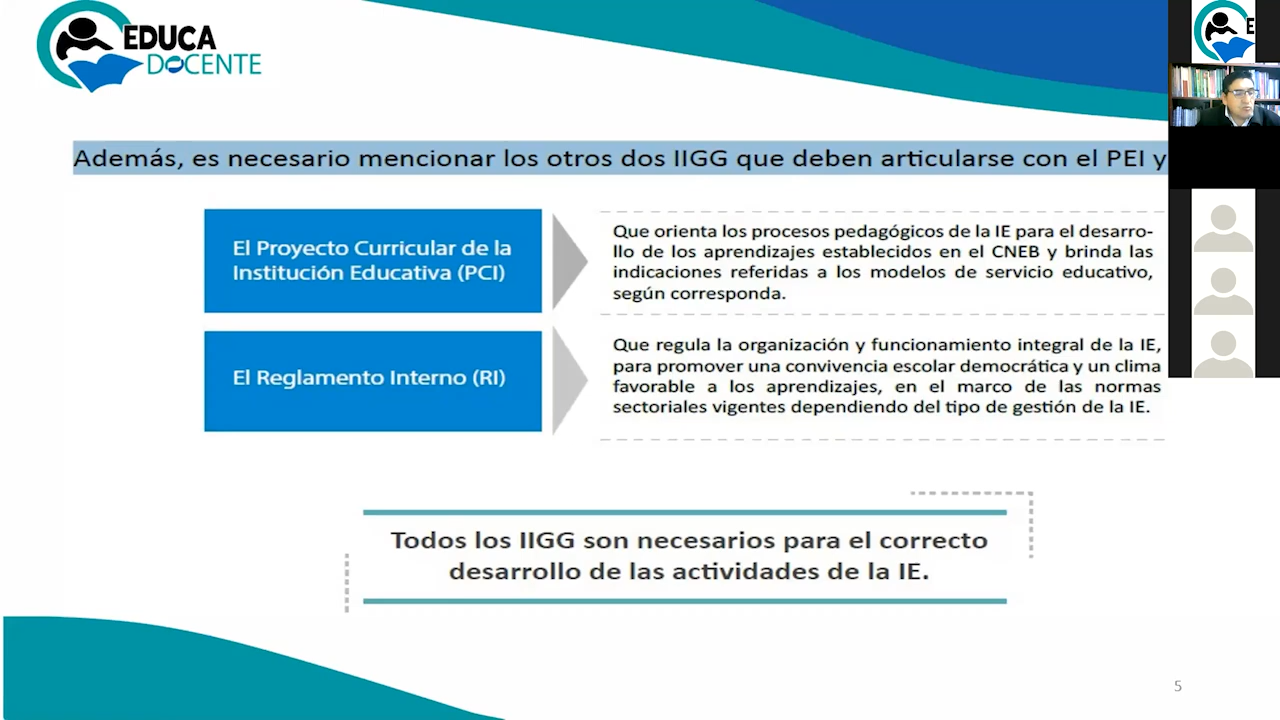 EDUCA
DOCENTE
E
Además, es necesario mencionar los otros dos IIGG que deben articularse con el PEI y
El Proyecto Curricular de la
Institución Educativa (PCI)
Que orienta los procesos pedagógicos de la IE para el desarro-
llo de los aprendizajes establecidos en el CNEB y brinda las
indicaciones referidas a los modelos de servicio educativo,
según corresponda.
El Reglamento Interno (RI)
Que regula la organización y funcionamiento integral de la IE,
para promover una convivencia escolar democrática y un clima
favorable a los aprendizajes, en el marco de las normas
sectoriales vigentes dependiendo del tipo de gestión de la IE.
Todos los IIGG son necesarios para el correcto
desarrollo de las actividades de la IE.
5